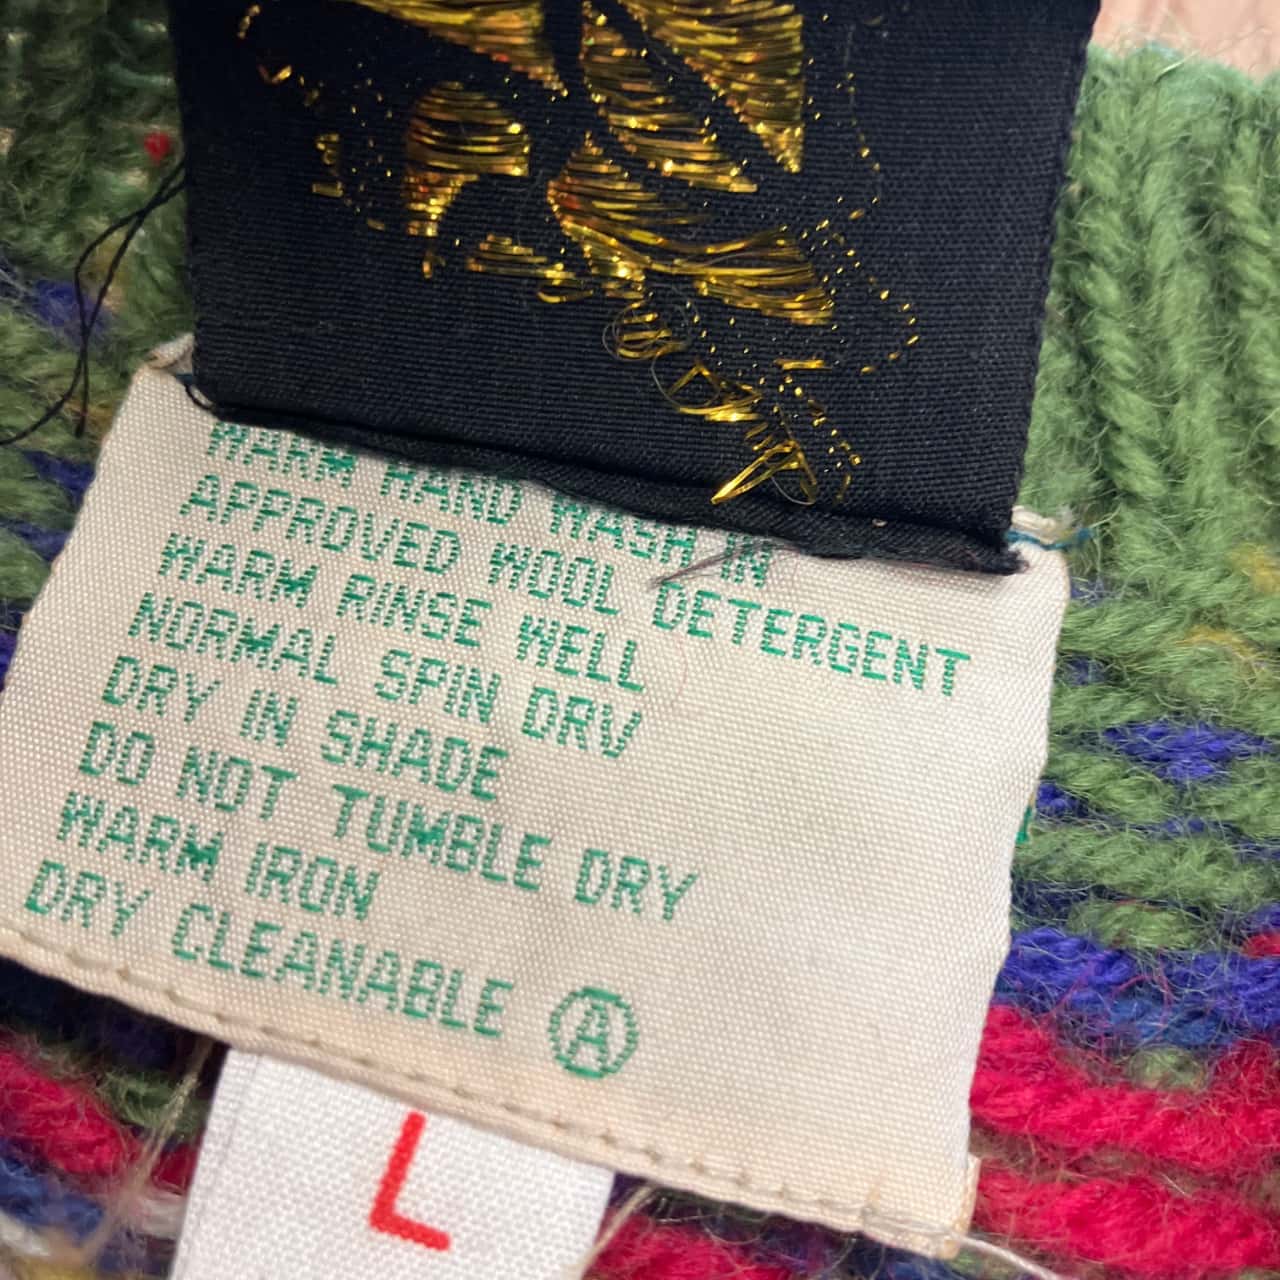 WARM HAND WASH IN
APPROVED WOOL DETERGENT
WARM RINSE WELL
NORMAL SPIN DRV
DRY IN SHADE
DO NOT TUMBLE DRY
WARM IRON
DRY CLEANABLE Ⓐ
L